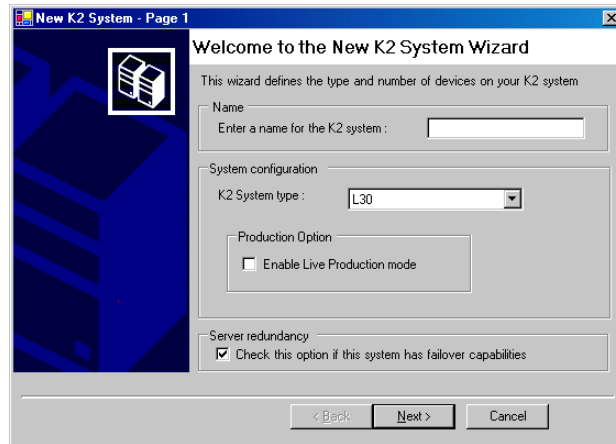 New K2 System - Page 1
Welcome to the New K2 System Wizard
This wizard defines the type and number of devices on your K2 system
Name
Enter a name for the K2 system :
System configuration
K2 System type :
L30
Production Option
Enable Live Production mode
Server redundancy
Check this option if this system has failover capabilities
< Back
Next >
Cancel